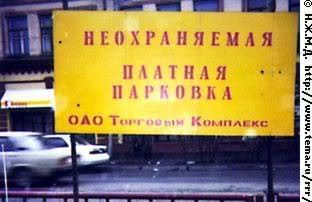 НЕОХРАНЯЕМАЯ
ПЛАТНАЯ
ПАРКОВКА
ОАО Торговый Комплекс
© Н.Ж.М.Д. http://www.tema.ru/rrr/